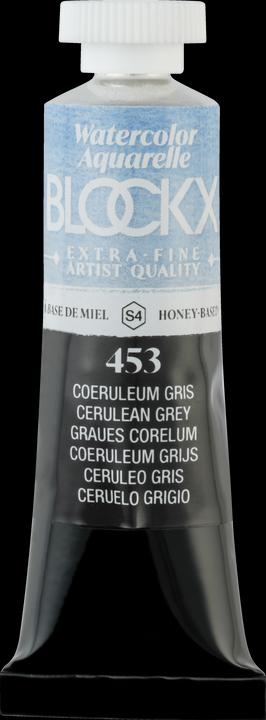 Watercolor
Aquarelle
BLOCKX
EXTRA-FINE
ARTIST QUALITY
BASE DE MIEL S4 HONEY-BASED
453
COERULEUM GRIS
CERULEAN GREY
GRAUES CORELUM
COERULEUM GRIJS
CERULEO GRIS
CERUELO GRIGIO